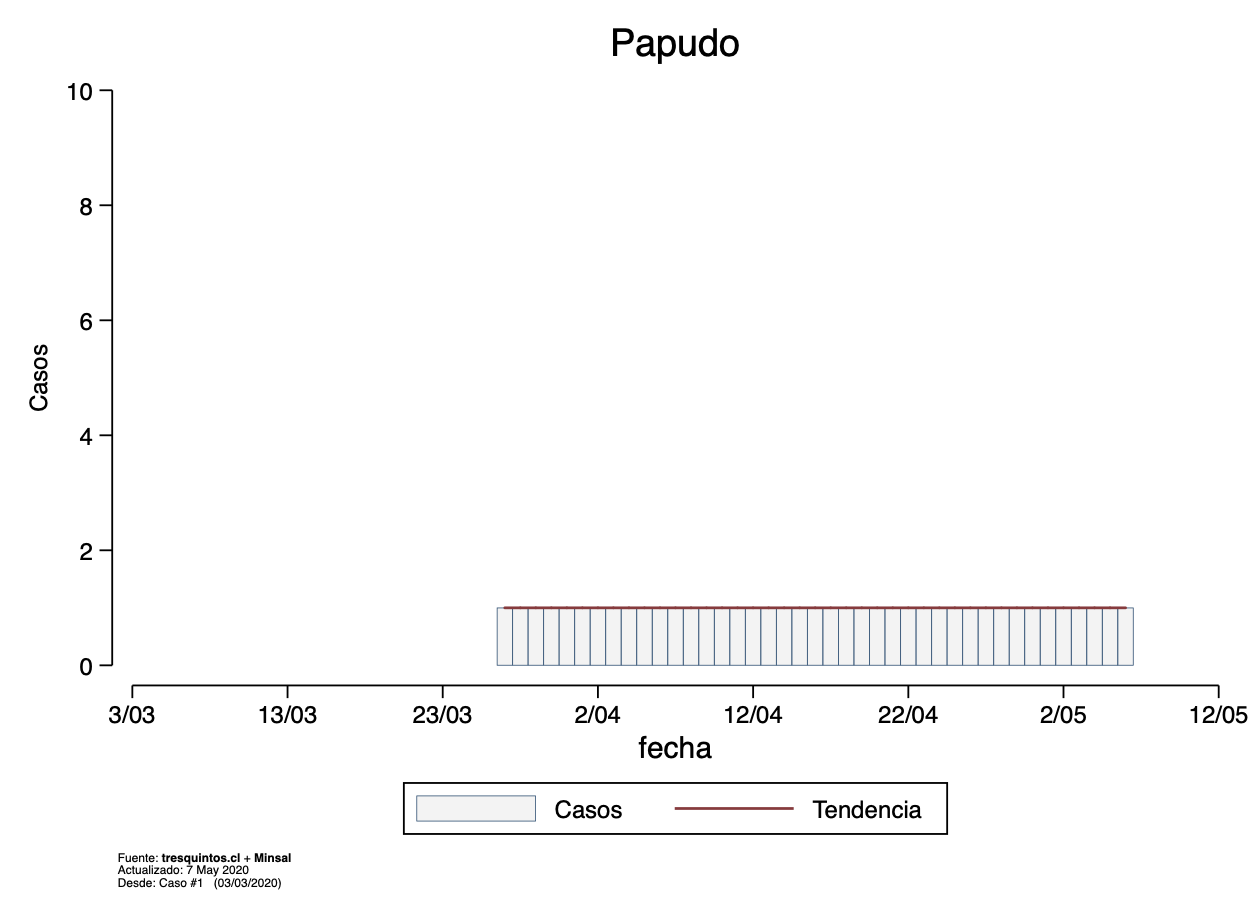 Papudo
10
8
6
4
2
0
Casos
3/03 13/03 23/03 2/04 12/04 22/04 2/05 12/05
fecha
Casos Tendencia
Fuente: tresquintos.cl + Minsal
Actualizado: 7 May 2020
Desde: Caso #1 (03/03/2020)